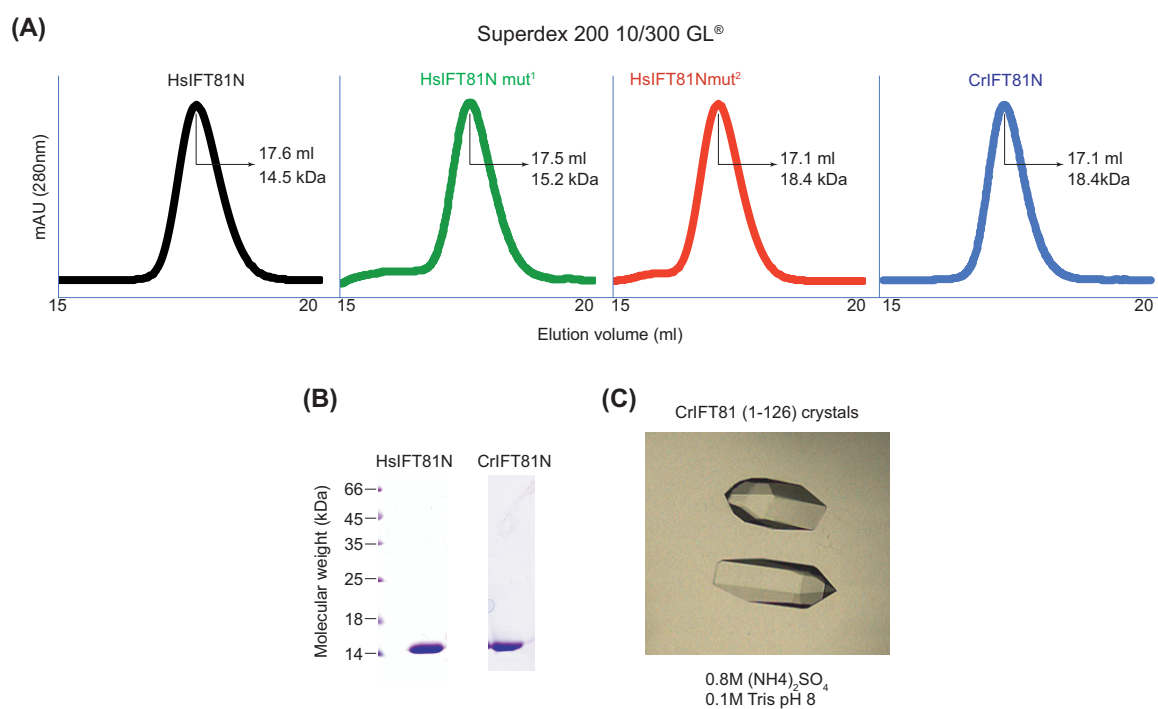 (A)
Superdex 200 10/300 GL®
HsIFT81N
HsIFT81N mut¹
HsIFT81Nmut²
CrIFT81N
mAU (280nm)
17.6 ml
14.5 kDa
17.5 ml
15.2 kDa
17.1 ml
18.4 kDa
17.1 ml
18.4kDa
15
20
15
20
15
20
15
20
Elution volume (ml)
(B)
HsIFT81N
CrIFT81N
Molecular weight (kDa)
66
45
35
25
18
14
(C)
CrIFT81 (1-126) crystals
0.8M (NH4)₂SO₄
0.1M Tris pH 8